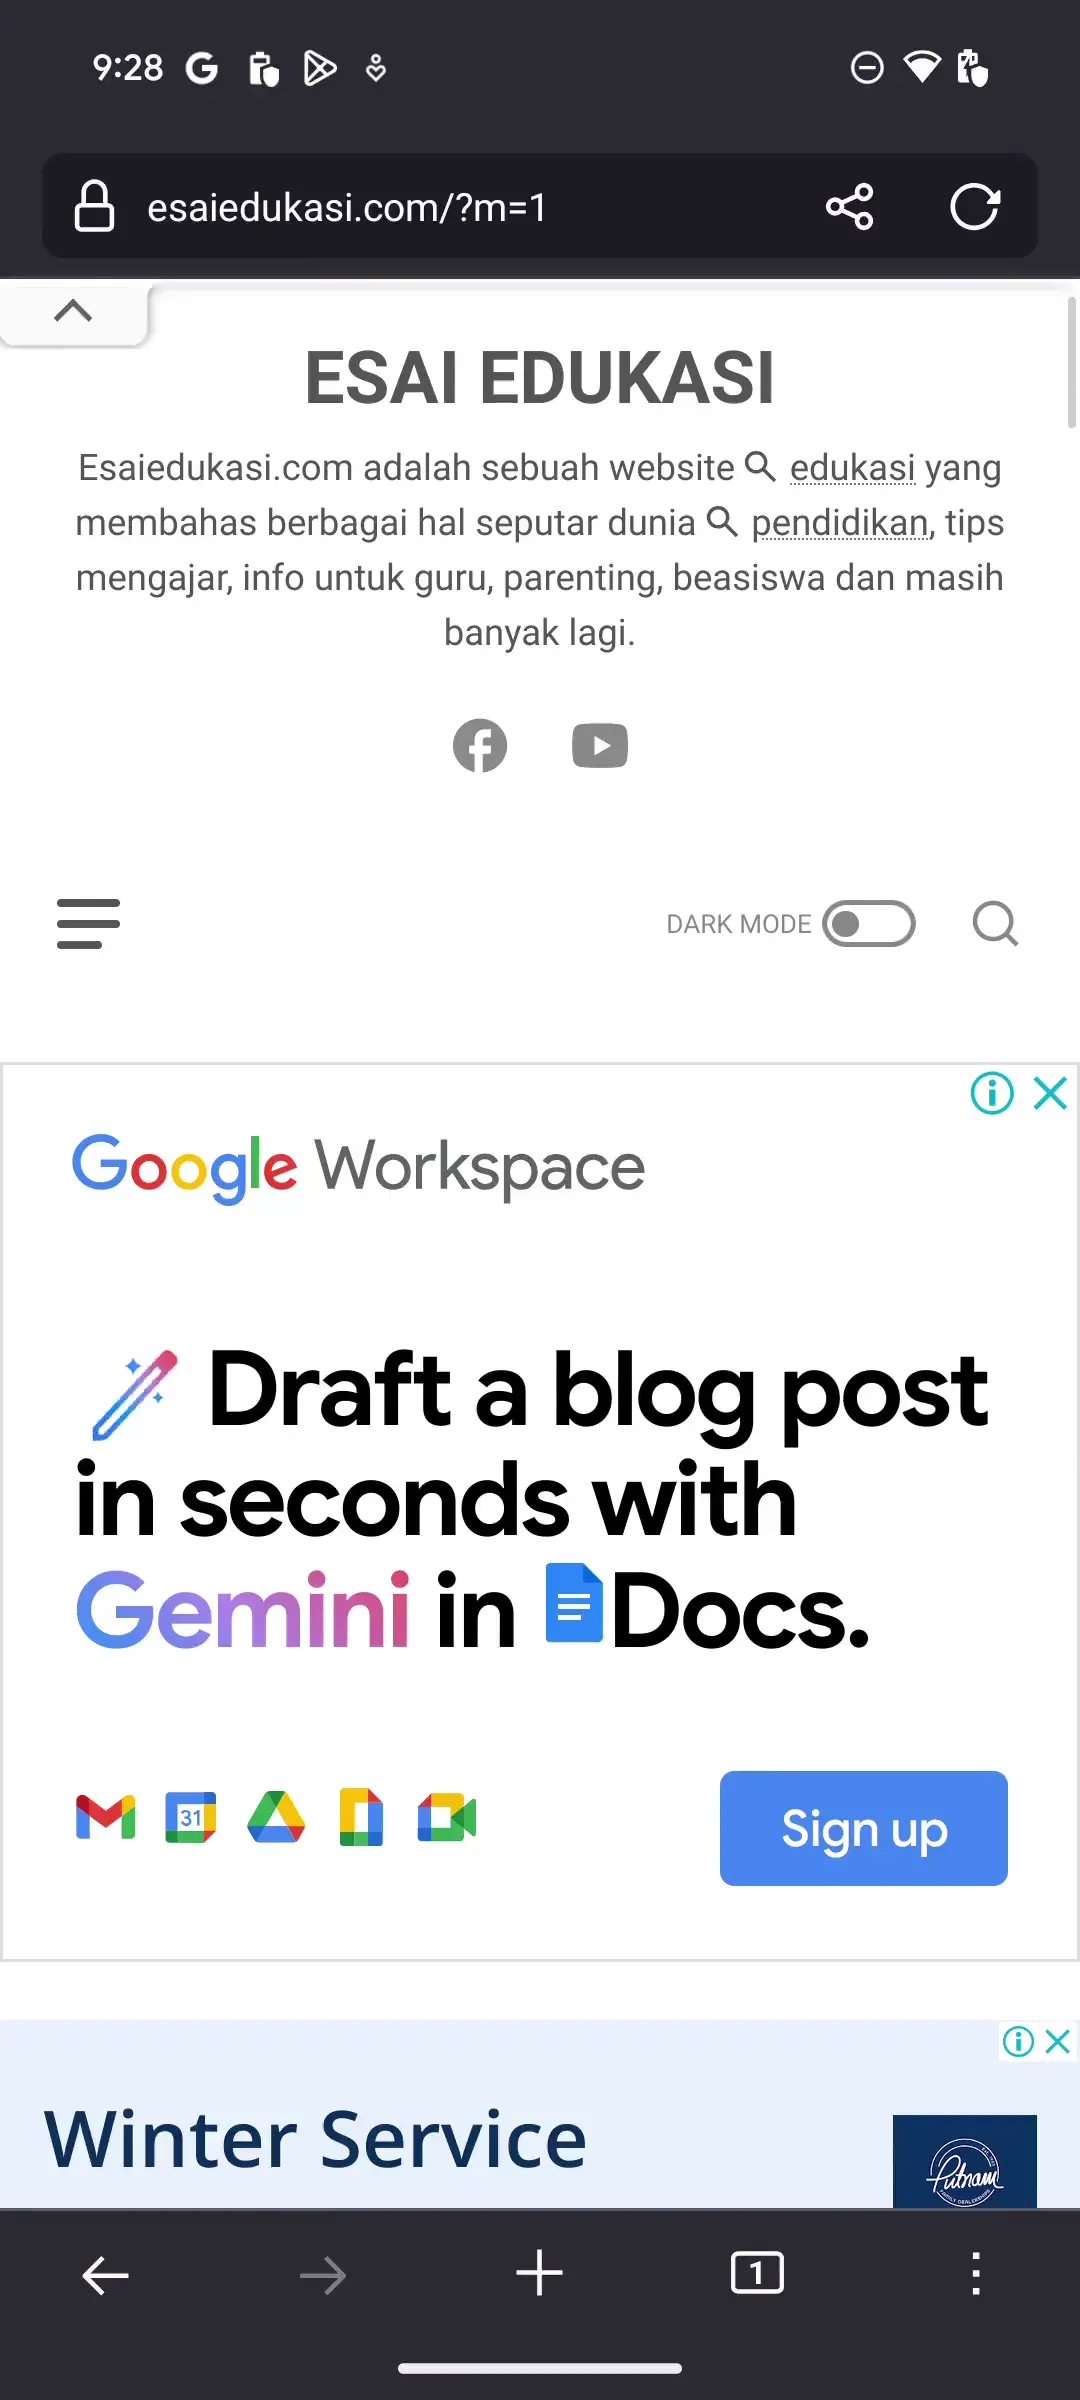 9:28
esaiedukasi.com/?m=1
ESAI EDUKASI
Esaiedukasi.com adalah sebuah website edukasi yang
membahas berbagai hal seputar dunia pendidikan, tips
mengajar, info untuk guru, parenting, beasiswa dan masih
banyak lagi.
DARK MODE
Google Workspace
Draft a blog post
in seconds with
Gemini in Docs.
31
Sign up
Winter Service
Putnam
FAMILY DEALERSHIPS
1